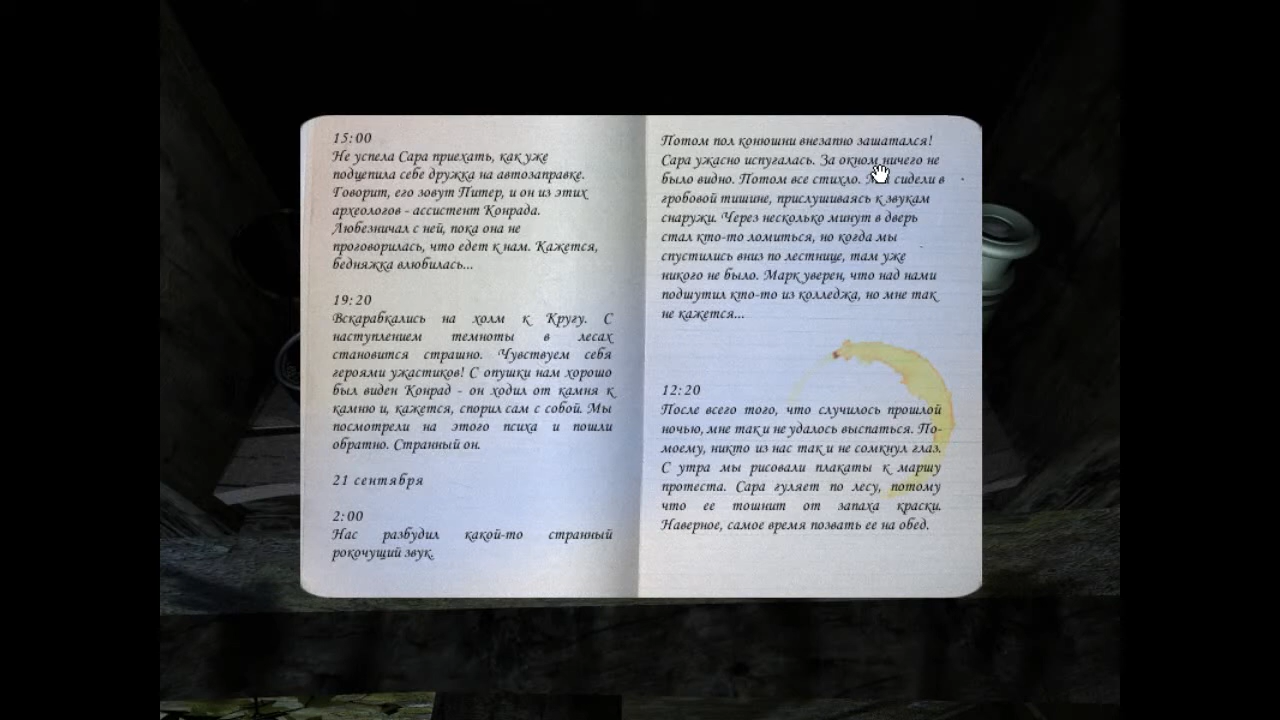 15:00
Не успела Сара приехать, как уже
подцепила себе дружка на автозаправке.
Говорит, его зовут Питер, и он из этих
археологов - ассистент Конрада.
Любезничал с ней, пока она не
проговорилась, что едет к нам. Кажется,
бедняжка влюбилась...
19:20
Вскарабкались на холм к Кругу. С
наступлением темноты в лесах
становится страшно. Чувствуем себя
героями ужастиков! С опушки нам хорошо
был виден Конрад - он ходил от камня к
камню и, кажется, спорил сам с собой. Мы
посмотрели на этого психа и пошли
обратно. Странный он.
21 сентября
2:00
Нас разбудил какой-то странный
рокочущий звук.
Потом пол конюшни внезапно зашатался!
Сара ужасно испугалась. За окном ничего не
было видно. Потом все стихло. сидели в
гробовой тишине, прислушиваясь к звукам
снаружи. Через несколько минут в дверь
стал кто-то ломиться, но когда мы
спустились вниз по лестнице, там уже
никого не было. Марк уверен, что над нами
подшутил кто-то из колледжа, но мне так
не кажется...
12:20
После всего того, что случилось прошлой
ночью, мне так и не удалось выспаться. По-
моему, никто из нас так и не сомкнул глаз.
С утра мы рисовали плакаты к маршу
протеста. Сара гуляет по лесу, потому
что ее тошнит от запаха краски.
Наверное, самое время позвать ее на обед.